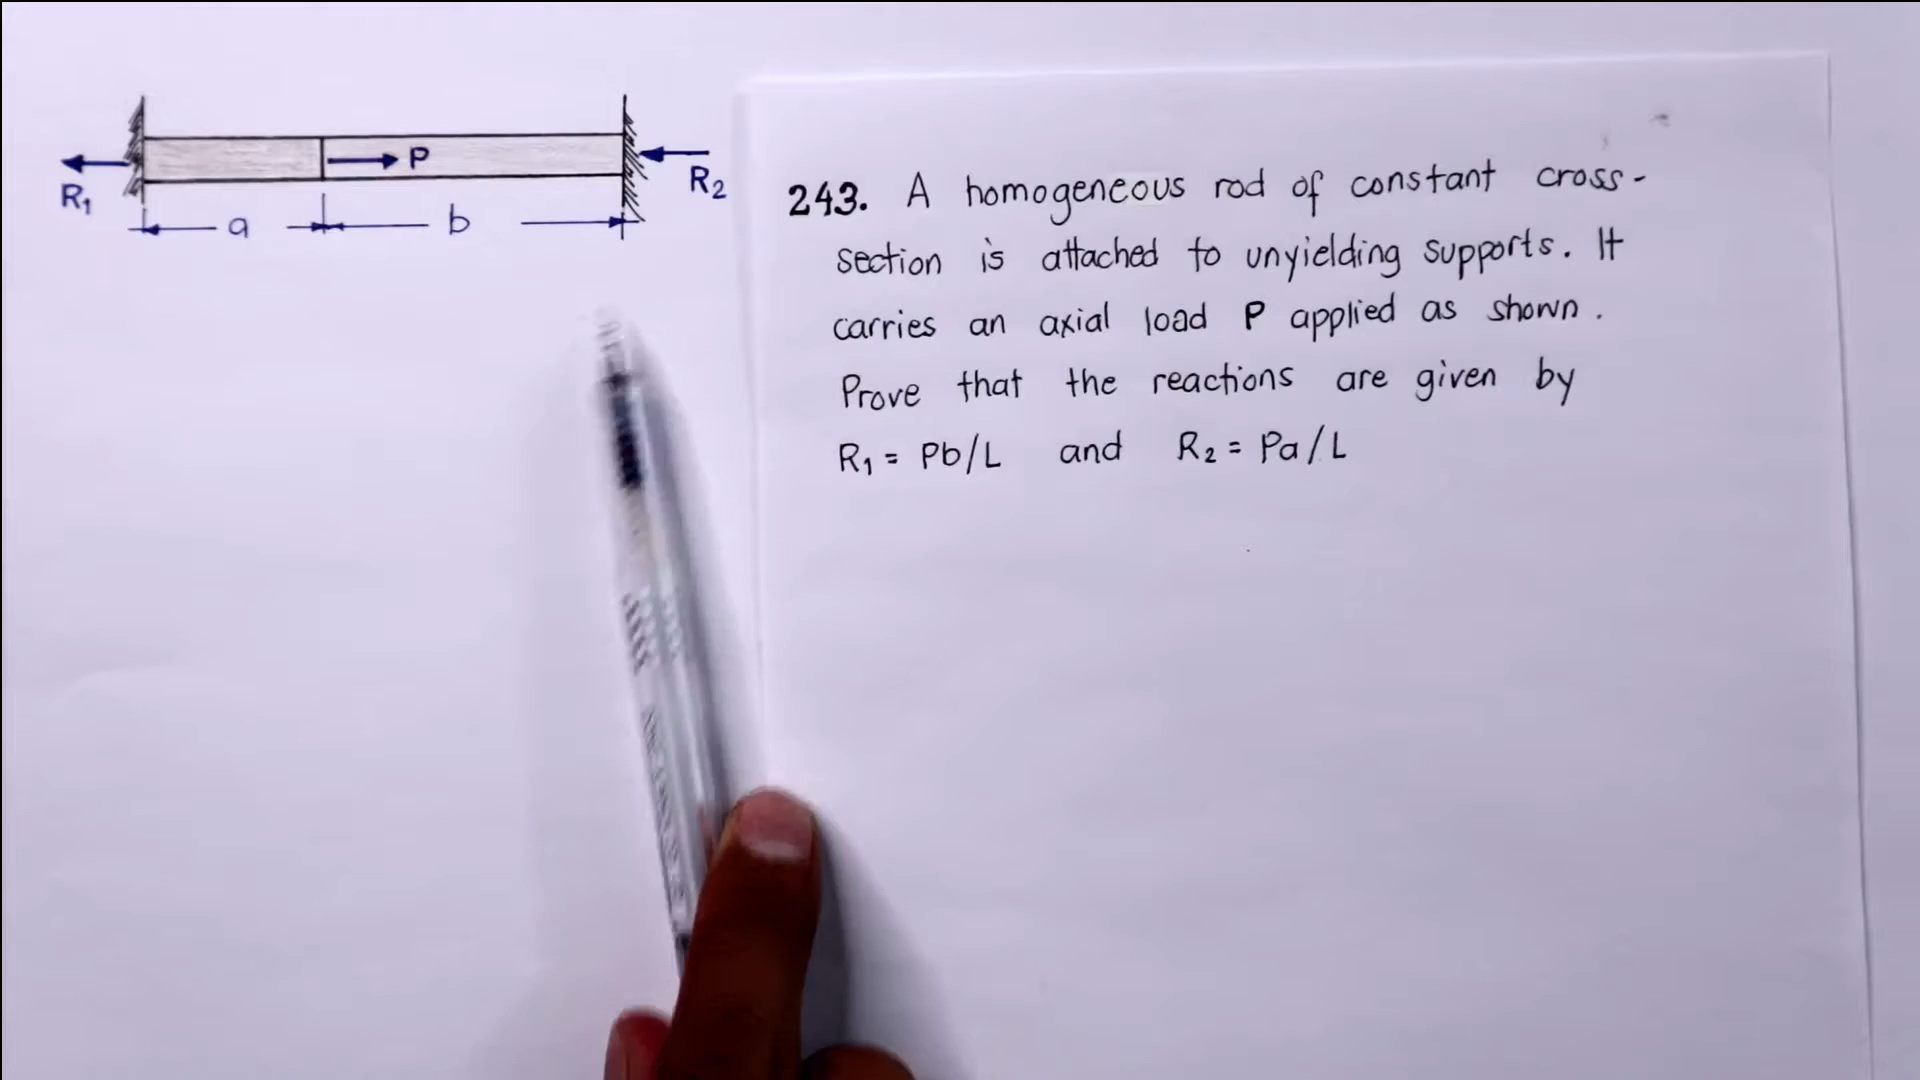 P
R₁
R₂
a
b
243. A homogeneous rod of constant cross-
section is attached to unyielding supports. It
carries an axial load P applied as shown.
Prove that the reactions are given by
R₁ = Pb/L and R₂ = Pa/L